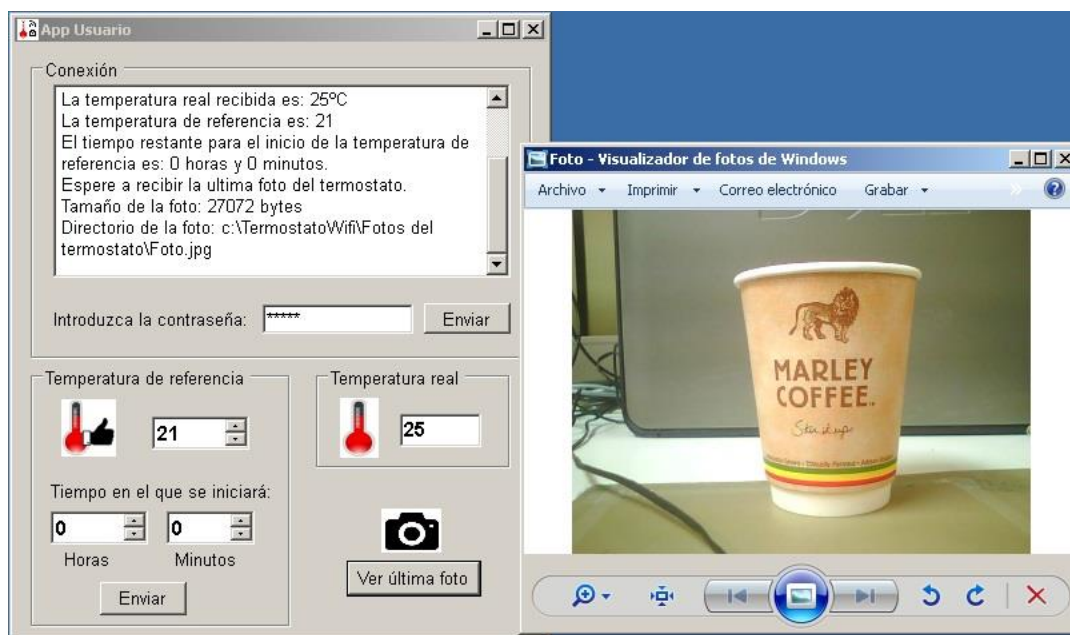 App Usuario
Conexión
La temperatura real recibida es: 25ºC
La temperatura de referencia es: 21
El tiempo restante para el inicio de la temperatura de
referencia es: 0 horas y 0 minutos.
Espere a recibir la ultima foto del termostato.
Tamaño de la foto: 27072 bytes
Directorio de la foto: c:\TermostatoWifi\Fotos del
termostato\Foto.jpg
Introduzca la contraseña:
*****
Enviar
Temperatura de referencia
21
Tiempo en el que se iniciará:
0
0
Horas
Minutos
Enviar
Temperatura real
25
Ver última foto
Foto - Visualizador de fotos de Windows
Archivo
Imprimir
Correo electrónico
Grabar
»
?
MARLEY
COFFEE